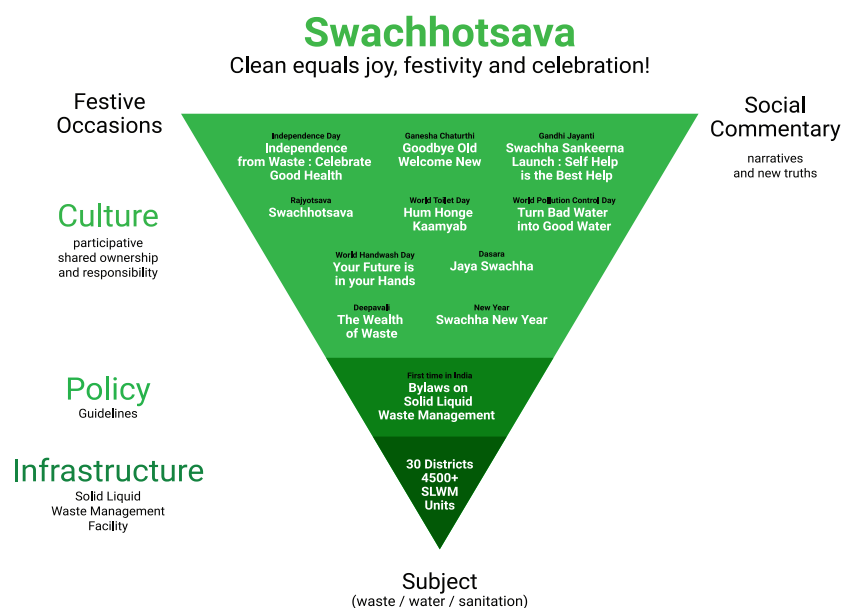 Swachhotsava
Clean equals joy, festivity and celebration!
Festive
Occasions
Social
Commentary
narratives
and new truths
Independence Day
Independence
from Waste : Celebrate
Good Health
Ganesha Chaturthi
Goodbye Old
Welcome New
Gandhi Jayanti
Swachha Sankeerna
Launch : Self Help
is the Best Help
Culture
participative
shared ownership
and responsibility
Rajyotsava
Swachhotsava
World Toilet Day
Hum Honge
Kaamyab
World Pollution Control Day
Turn Bad Water
into Good Water
World Handwash Day
Your Future is
in your Hands
Dasara
Jaya Swachha
Deepavali
The Wealth
of Waste
New Year
Swachha New Year
Policy
Guidelines
First time in India
Bylaws on
Solid Liquid
Waste Management
Infrastructure
Solid Liquid
Waste Management
Facility
30 Districts
4500+
SLWM
Units
Subject
(waste / water / sanitation)